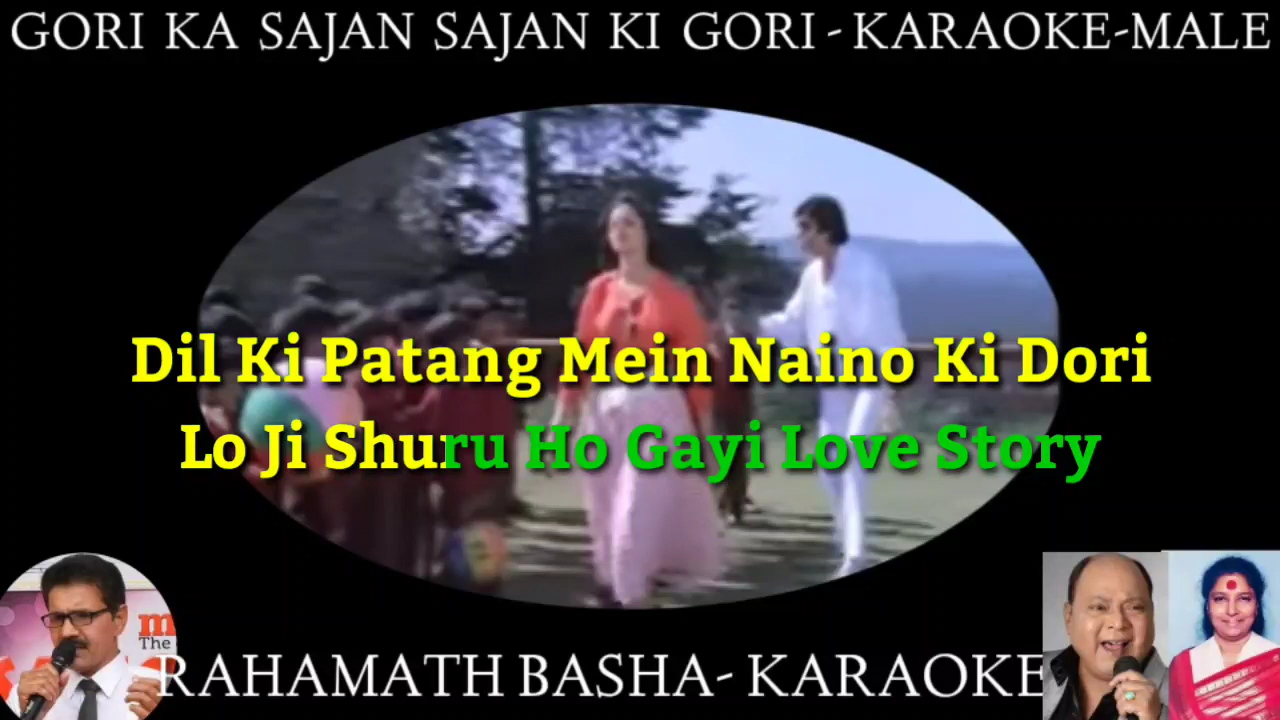 GORI KA SAJAN SAJAN KI GORI - KARAOKE-MALE
Dil Ki Patang Mein Naino Ki Dori
Lo Ji Shuru Ho Gayi Love Story
m
The
RAHAMATH BASHA- KARAOKE